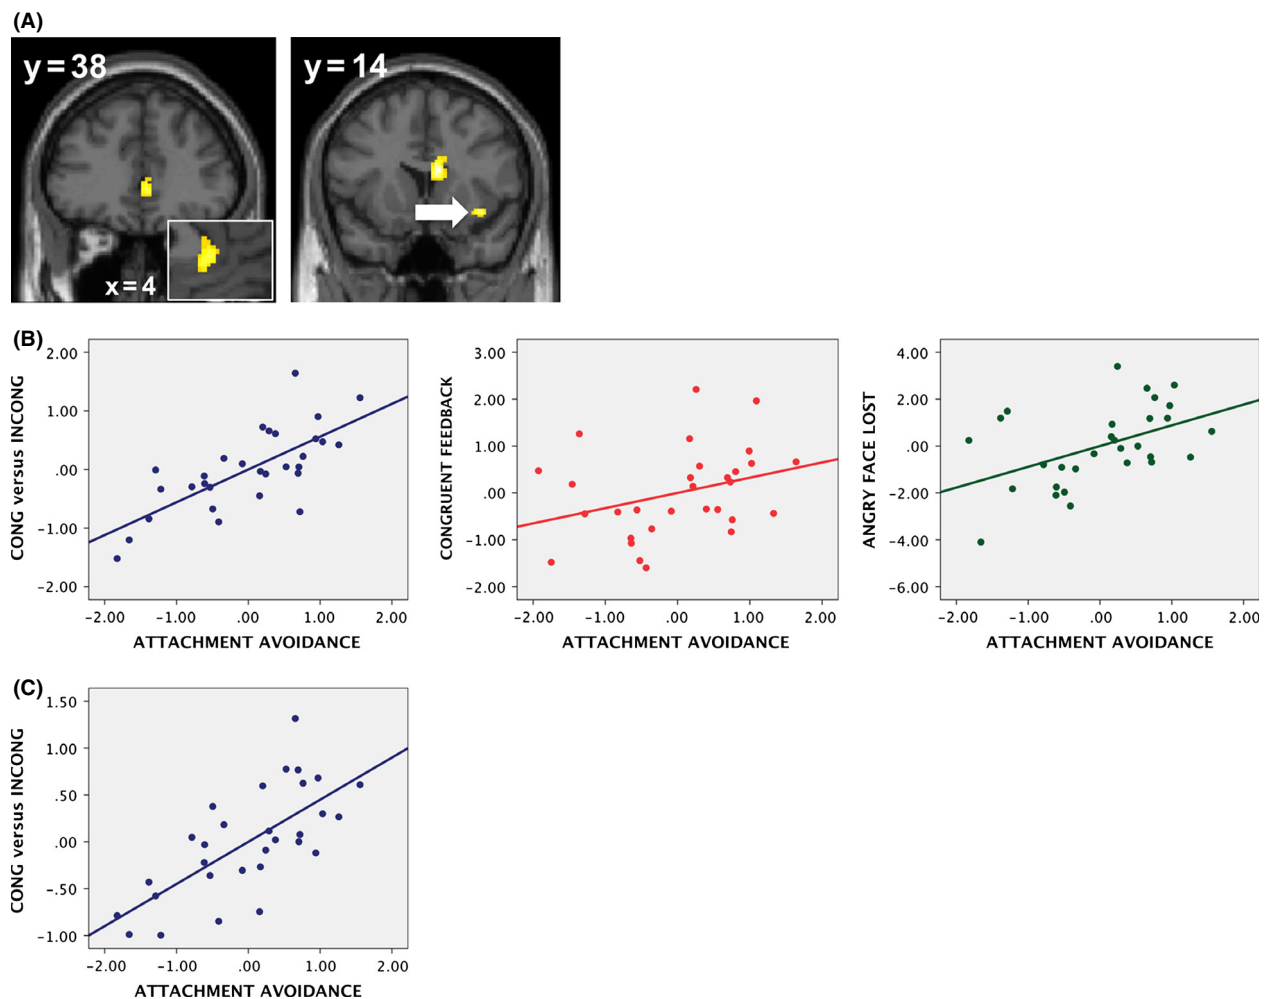 (A)
y = 38
x = 4
y = 14
(B)
CONG versus INCONG
2.00
1.00
.00
-1.00
-2.00
-2.00 -1.00 .00 1.00 2.00
ATTACHMENT AVOIDANCE
CONGRUENT FEEDBACK
3.00
2.00
1.00
.00
-1.00
-2.00
-2.00 -1.00 .00 1.00 2.00
ATTACHMENT AVOIDANCE
ANGRY FACE LOST
4.00
2.00
.00
-2.00
-4.00
-6.00
-2.00 -1.00 .00 1.00 2.00
ATTACHMENT AVOIDANCE
(C)
CONG versus INCONG
1.50
1.00
.50
.00
-.50
-1.00
-2.00 -1.00 .00 1.00 2.00
ATTACHMENT AVOIDANCE